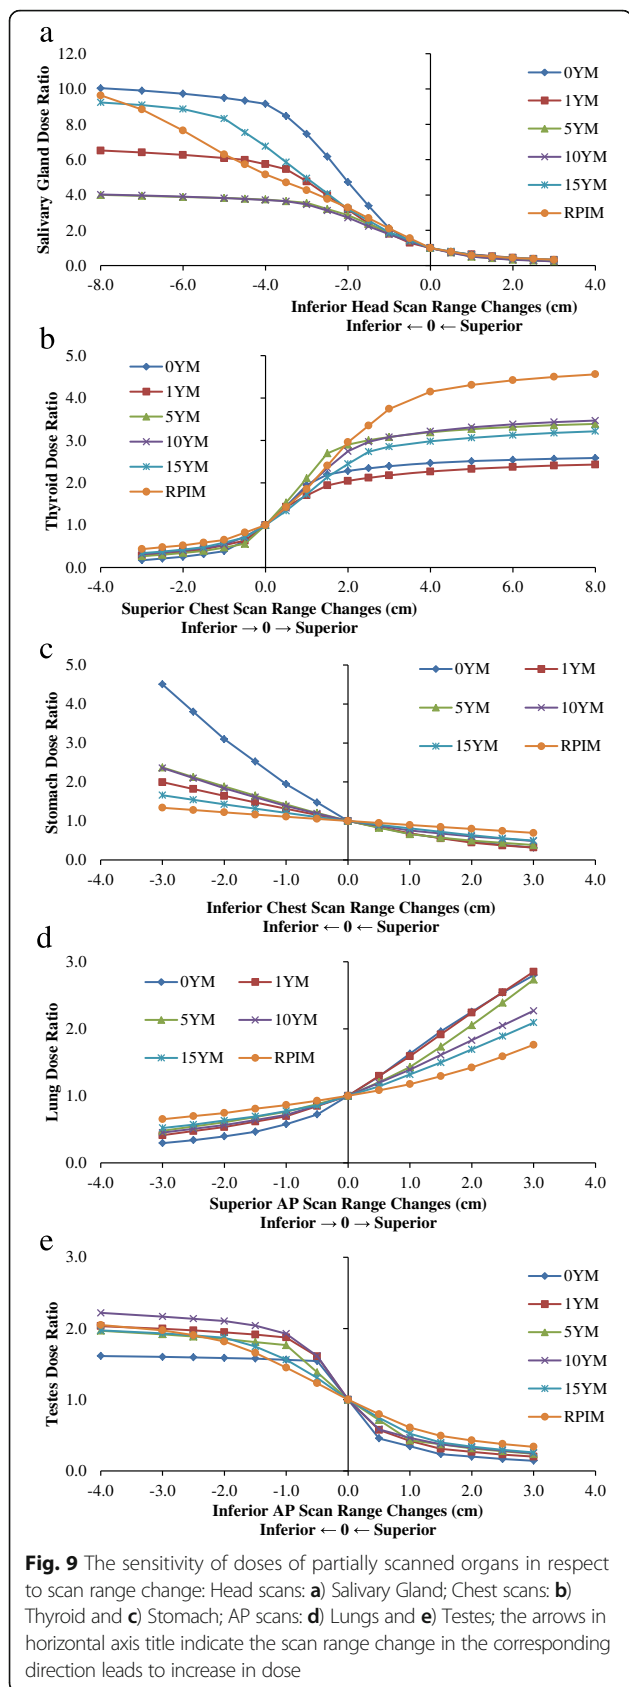 a
12.0
10.0
8.0
6.0
4.0
2.0
0.0
Salivary Gland Dose Ratio
0YM
1YM
5YM
10YM
15YM
RPIM
-8.0 -6.0 -4.0 -2.0 0.0 2.0 4.0
Inferior Head Scan Range Changes (cm)
Inferior ← 0 ← Superior
b
5.0
4.0
3.0
2.0
1.0
0.0
Thyroid Dose Ratio
0YM
1YM
5YM
10YM
15YM
RPIM
-4.0 -2.0 0.0 2.0 4.0 6.0 8.0
Superior Chest Scan Range Changes (cm)
Inferior → 0 → Superior
c
5.0
4.0
3.0
2.0
1.0
0.0
Stomach Dose Ratio
0YM 1YM
5YM 10YM
15YM RPIM
-4.0 -3.0 -2.0 -1.0 0.0 1.0 2.0 3.0 4.0
Inferior Chest Scan Range Changes (cm)
Inferior ← 0 ← Superior
d
3.0
2.0
1.0
0.0
Lung Dose Ratio
0YM 1YM
5YM 10YM
15YM RPIM
-4.0 -3.0 -2.0 -1.0 0.0 1.0 2.0 3.0 4.0
Superior AP Scan Range Changes (cm)
Inferior → 0 → Superior
e
3.0
2.0
1.0
0.0
Testes Dose Ratio
0YM
1YM
5YM
10YM
15YM
RPIM
-4.0 -3.0 -2.0 -1.0 0.0 1.0 2.0 3.0 4.0
Inferior AP Scan Range Changes (cm)
Inferior ← 0 ← Superior
Fig. 9 The sensitivity of doses of partially scanned organs in respect
to scan range change: Head scans: a) Salivary Gland; Chest scans: b)
Thyroid and c) Stomach; AP scans: d) Lungs and e) Testes; the arrows in
horizontal axis title indicate the scan range change in the corresponding
direction leads to increase in dose